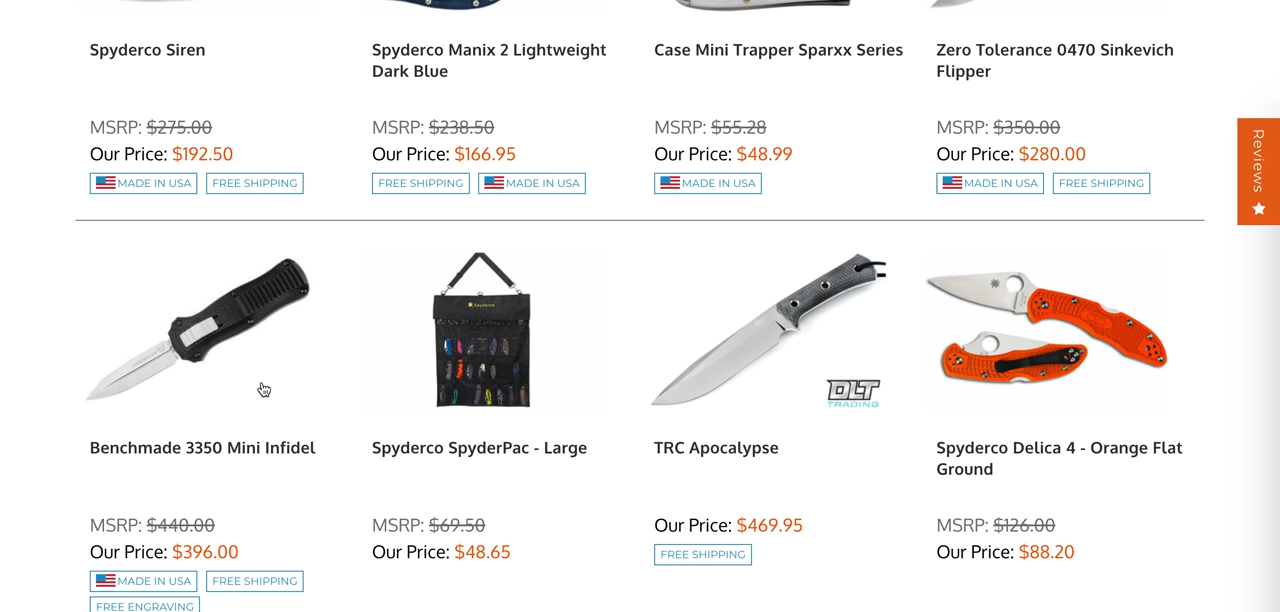 Spyderco Siren
Spyderco Manix 2 Lightweight
Dark Blue
Case Mini Trapper Sparxx Series
Zero Tolerance 0470 Sinkevich
Flipper
MSRP: $275.00
Our Price: $192.50
MADE IN USA
FREE SHIPPING
MSRP: $238.50
Our Price: $166.95
FREE SHIPPING
MADE IN USA
MSRP: $55.28
Our Price: $48.99
MADE IN USA
MSRP: $350.00
Our Price: $280.00
MADE IN USA
FREE SHIPPING
Reviews
Spyderco
DLT
TRADING
Benchmade 3350 Mini Infidel
Spyderco SpyderPac - Large
TRC Apocalypse
Spyderco Delica 4 - Orange Flat
Ground
MSRP: $440.00
Our Price: $396.00
MADE IN USA
FREE SHIPPING
FREE ENGRAVING
MSRP: $69.50
Our Price: $48.65
Our Price: $469.95
FREE SHIPPING
MSRP: $126.00
Our Price: $88.20